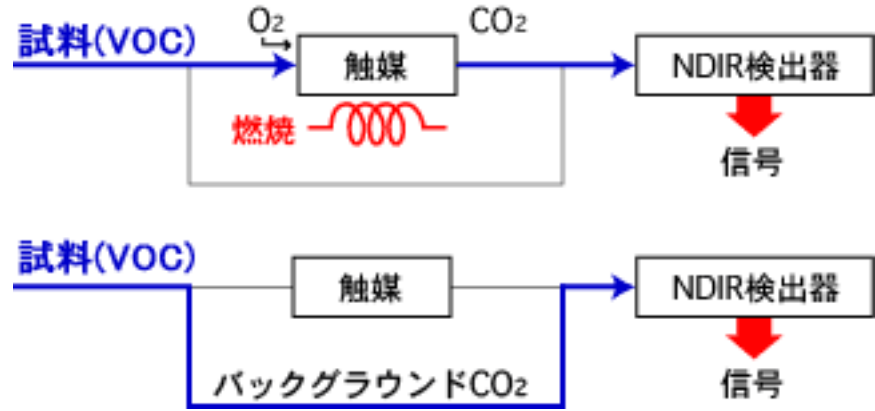 O₂
CO₂
試料(VOC)
触媒
NDIR検出器
燃焼
信号
試料(VOC)
触媒
NDIR検出器
バックグラウンドCO₂
信号